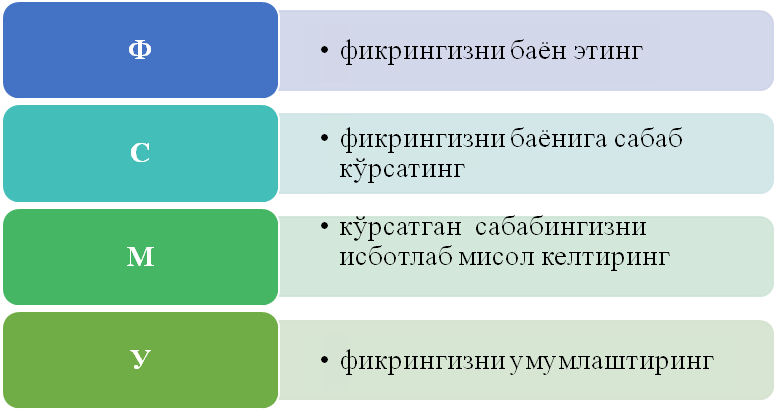 Ф
• фикрингизни баён этинг
С
• фикрингизни баёнига сабаб
кўрсатинг
М
• кўрсатган сабабингизни
исботлаб мисол келтиринг
У
• фикрингизни умумлаштиринг